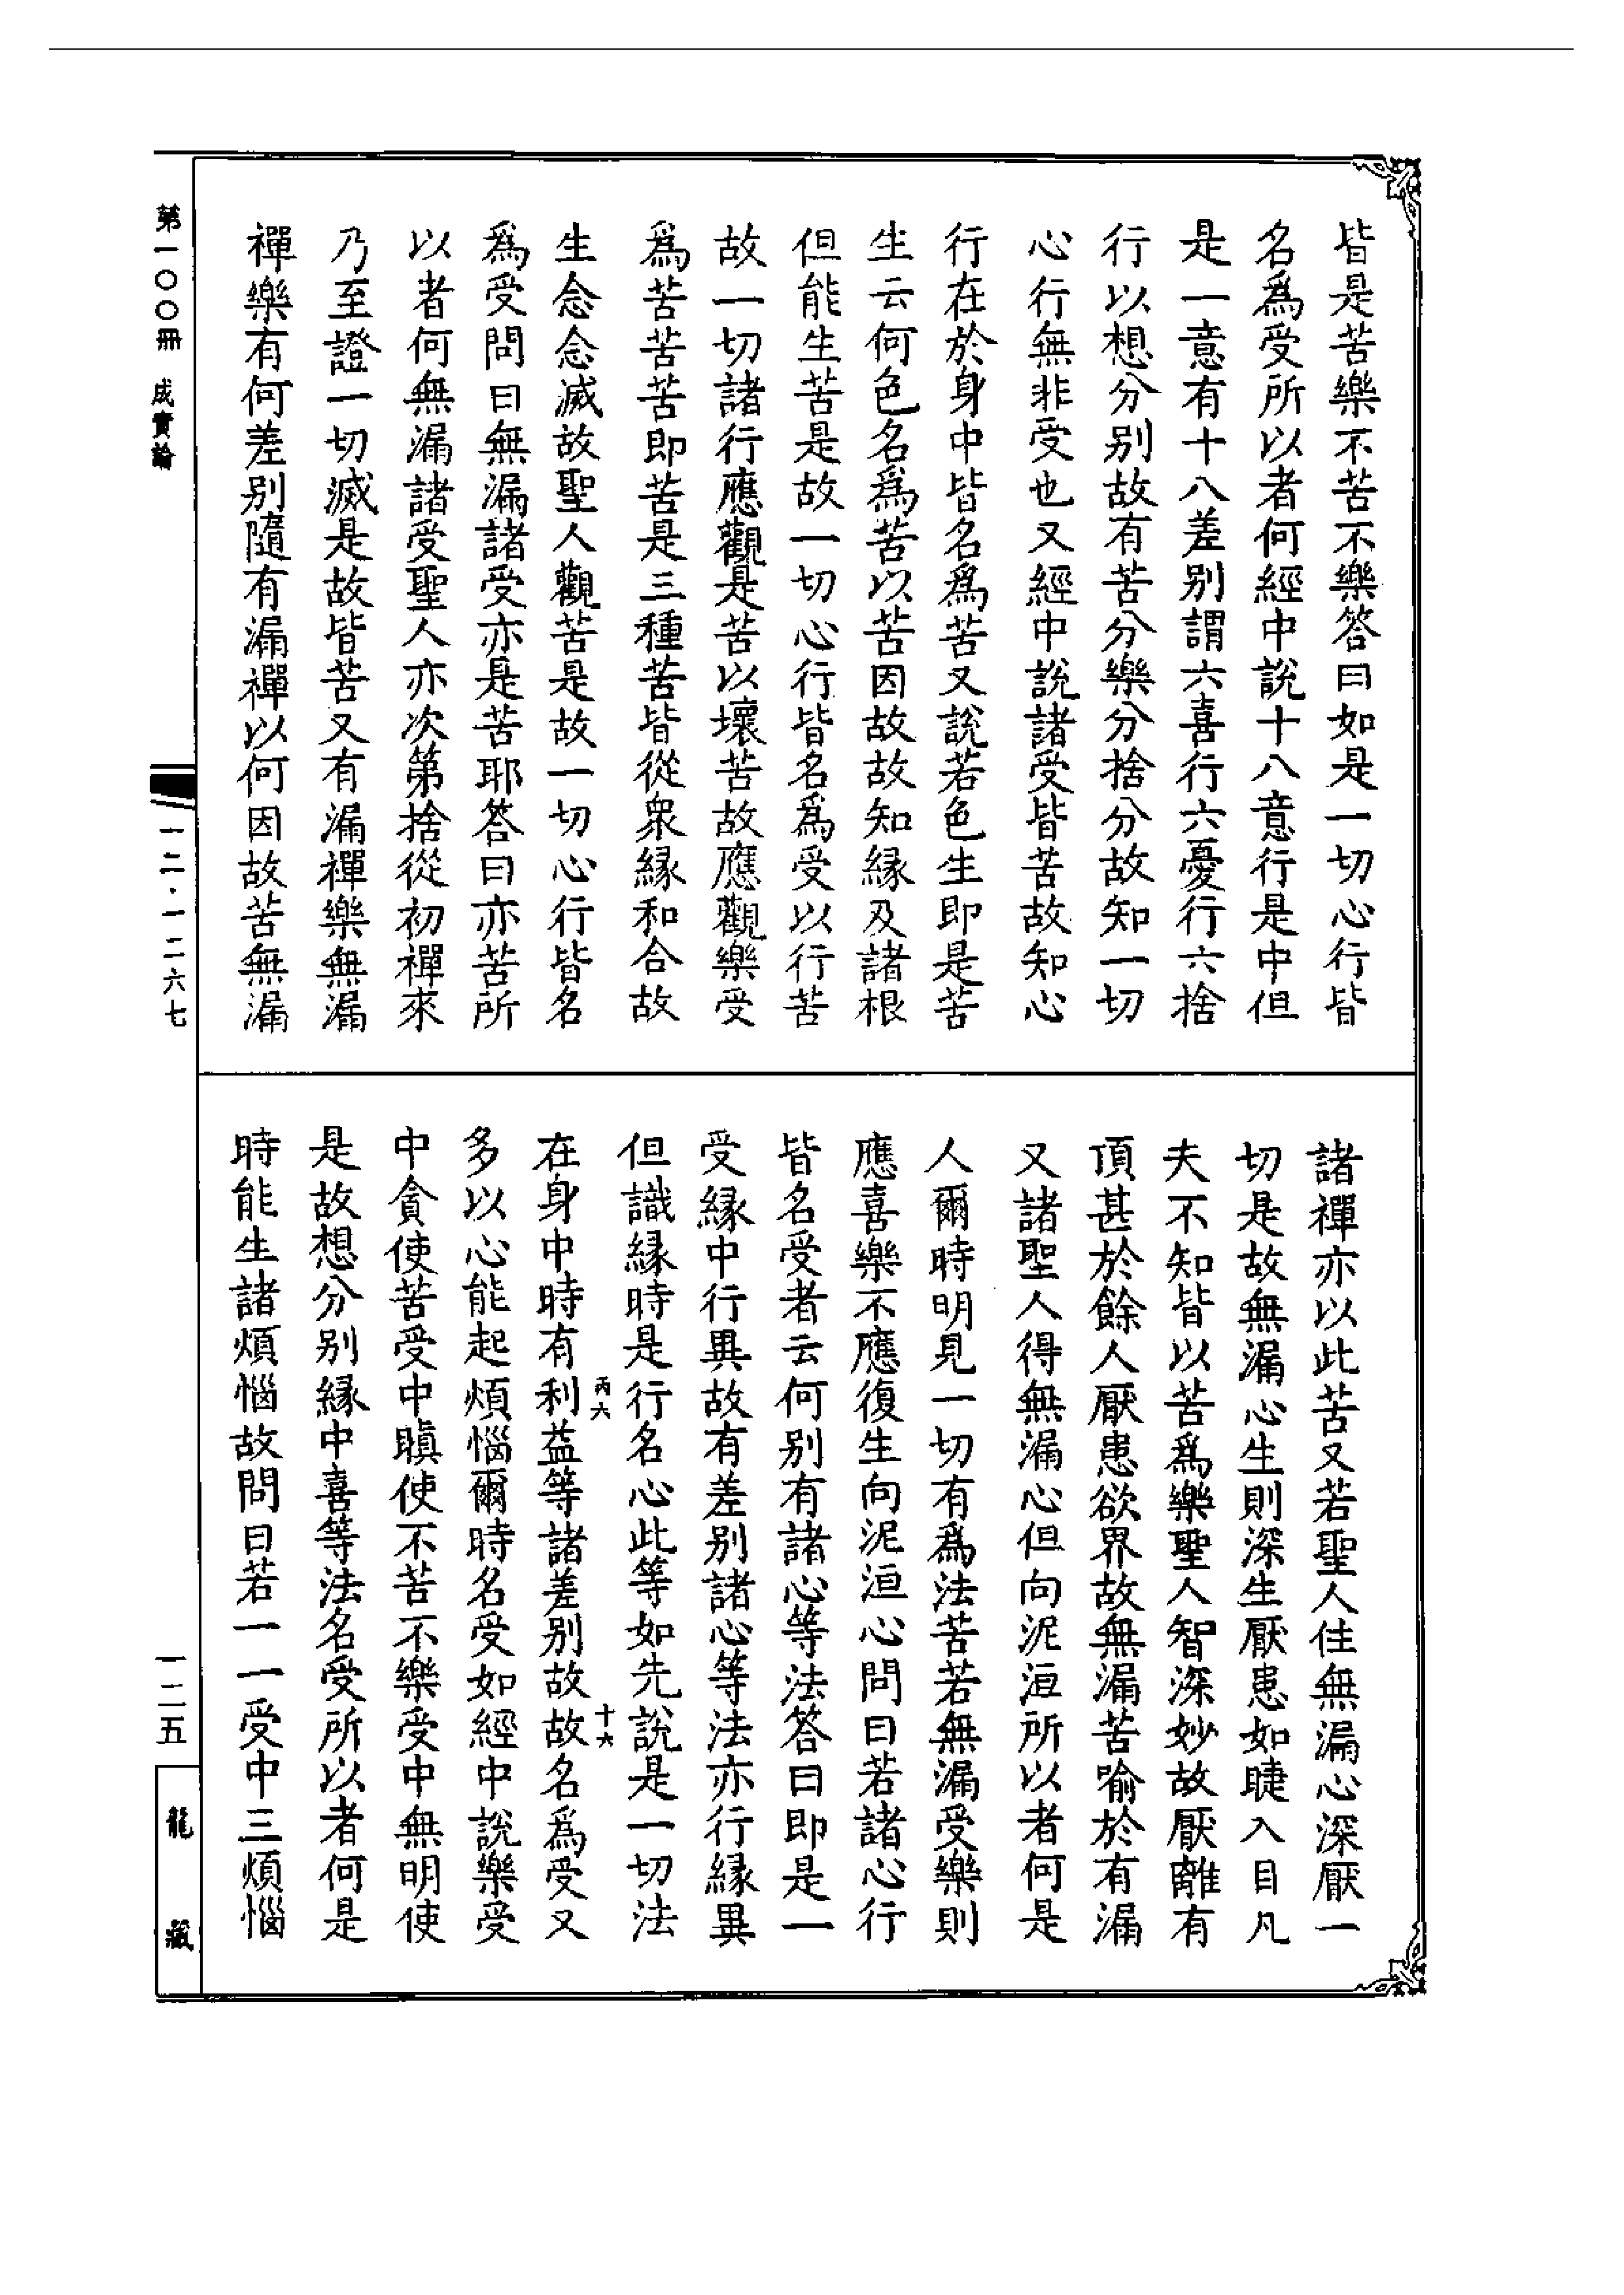 皆是苦樂不苦不樂答曰如是一切心行皆
名爲受所以者何經中說十八意行是中但
是一意有十八差別謂六喜行六憂行六捨
行以想分別故有苦分樂分捨分故知一切
心行無非受也又經中說諸受皆苦故知心
行在於身中皆名爲苦又說若色生即是苦
生云何色名爲苦以苦因故故知緣及諸根
但能生苦是故一切心行皆名爲受以行苦
故一切諸行應觀是苦以壞苦故應觀樂受
爲苦苦苦即苦是三種苦皆從衆緣和合故
生念念滅故聖人觀苦是故一切心行皆名
爲受問曰無漏諸受亦是苦耶答曰亦苦所
以者何無漏諸受聖人亦次第捨從初禪來
乃至證一切滅是故皆苦又有漏禪樂無漏
禪樂有何差別隨有漏禪以何因故苦無漏
諸禪亦以此苦又若聖人住無漏心深厭一
切是故無漏心生則深生厭患如睫入目凡
夫不知皆以苦爲樂聖人智深妙故厭離有
頂甚於餘人厭患欲界故無漏苦喻於有漏
又諸聖人得無漏心但向泥洹所以者何是
人爾時明見一切有爲法苦若無漏受樂則
應喜樂不應復生向泥洹心問曰若諸心行
皆名受者云何別有諸心等法答曰即是一
受緣中行異故有差別諸心等法亦行緣異
但識緣時是行名心此等如先說是一切法
丙六
十六
在身中時有利益等諸差別故故名爲受又
多以心能起煩惱爾時名受如經中說樂受
中貪使苦受中瞋使不苦不樂受中無明使
是故想分別緣中喜等法名受所以者何是
時能生諸煩惱故問曰若一一受中三煩惱
第一〇〇冊 成實論
一二·一二六七
一二五
龍藏